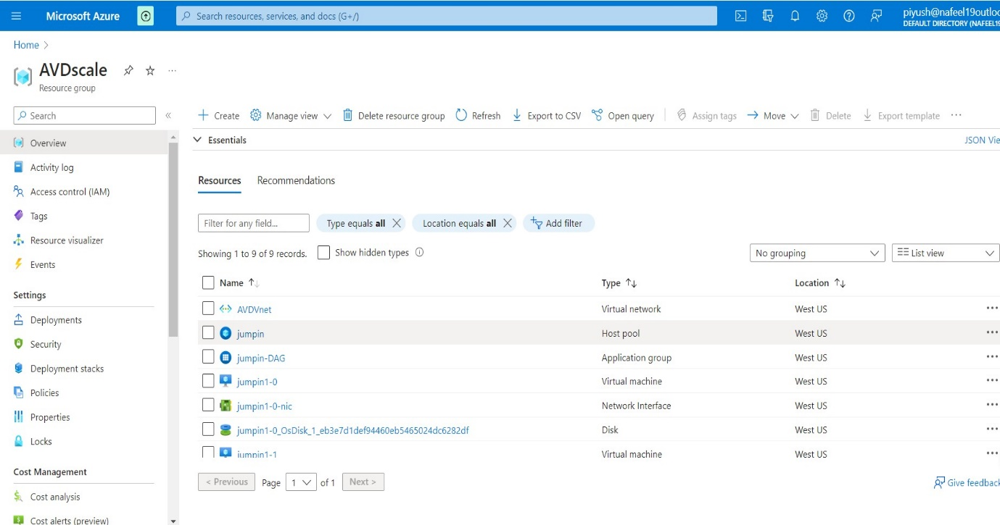 Microsoft Azure
Search resources, services, and docs (G+/)
piyush@nafeel19outloo
DEFAULT DIRECTORY (NAFEEL19
Home >
AVDscale
Resource group
Search
Create Manage view Delete resource group Refresh Export to CSV Open query Assign tags Move Delete Export template
Overview
Essentials
JSON Vie
Activity log
Access control (IAM)
Tags
Resource visualizer
Events
Settings
Deployments
Security
Deployment stacks
Policies
Properties
Locks
Cost Management
Cost analysis
Cost alerts (preview)
Resources Recommendations
Filter for any field...
Type equals all
Location equals all
Add filter
Showing 1 to 9 of 9 records.
Show hidden types
No grouping
List view
Name Type Location
AVDVnet Virtual network West US
jumpin Host pool West US
jumpin-DAG Application group West US
jumpin1-0 Virtual machine West US
jumpin1-0-nic Network Interface West US
jumpin1-0_OsDisk_1_eb3e7d1def94460eb5465024dc6282df Disk West US
jumpin1-1 Virtual machine West US
< Previous Page 1 of 1 Next >
Give feedback